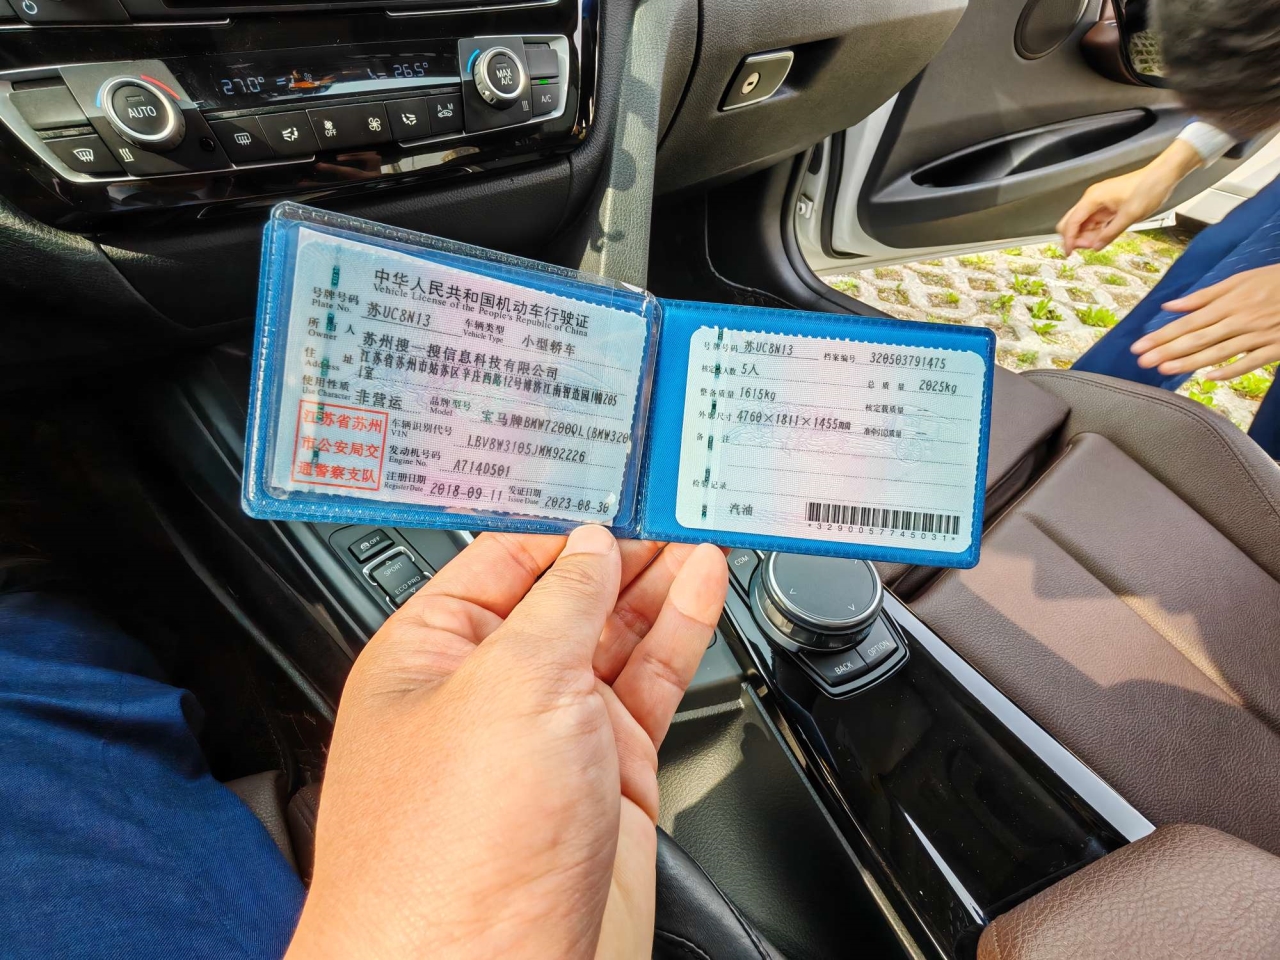 27.0°
26.5°
AUTO
MAX
A/C
OFF
A/C
中华人民共和国机动车行驶证
Vehicle License of the People's Republic of China
号牌号码 苏UC8N13 车辆类型 小型轿车
Plate No. Vehicle Type
所 有 人 苏州搜一搜信息科技有限公司
Owner
住 址 江苏省苏州市姑苏区辛庄西路12号博济江南智造园1幢205
Address 1室
使用性质 非营运 品牌型号 宝马牌BMW7200QL(BMW320
Use Character Model
江苏省苏州
市公安局交
通警察支队
车辆识别代号 LBV8W3105JMM92226
VIN
发动机号码 A714D501
Engine No.
注册日期 2018-09-11 发证日期 2023-08-30
Register Date Issue Date
号牌号码 苏UC8N13 档案编号 320503791475
核定载人数 5人 总 质 量 2025kg
整备质量 1615kg 核定载质量
外廓尺寸 4760×1811×1455mm 准牵引总质量
备 注
检验记录
汽油
*3290057745031*
OFF
SPORT
ECO PRO
COM
BACK
OPTION